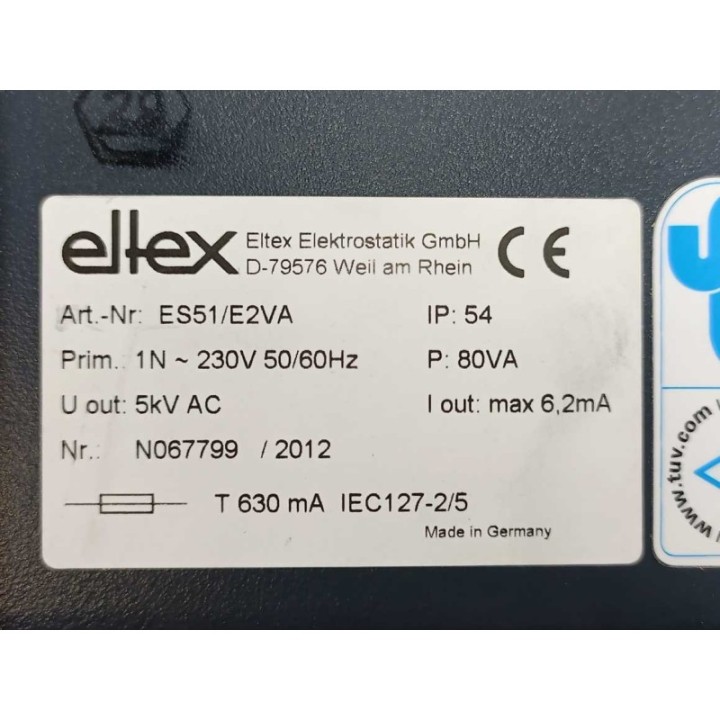 29
eltex
Eltex Elektrostatik GmbH
D-79576 Weil am Rhein
CE
Art.-Nr: ES51/E2VA IP: 54
Prim.: 1N ~ 230V 50/60Hz P: 80VA
U out: 5kV AC I out: max 6,2mA
Nr.: N067799 / 2012
T 630 mA IEC127-2/5
Made in Germany
www.tuv.com